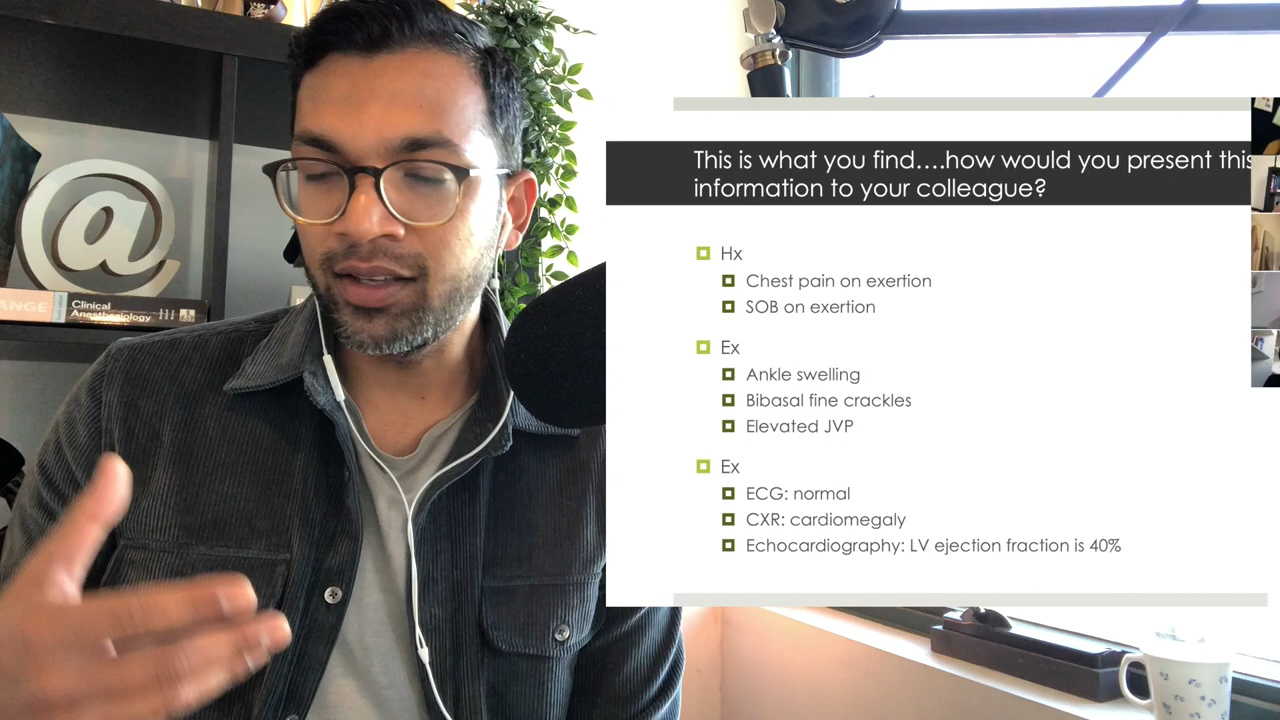 @
ANGE
Clinical
Anesthesiology
This is what you find....how would you present this
information to your colleague?
Hx
Chest pain on exertion
SOB on exertion
Ex
Ankle swelling
Bibasal fine crackles
Elevated JVP
Ex
ECG: normal
CXR: cardiomegaly
Echocardiography: LV ejection fraction is 40%